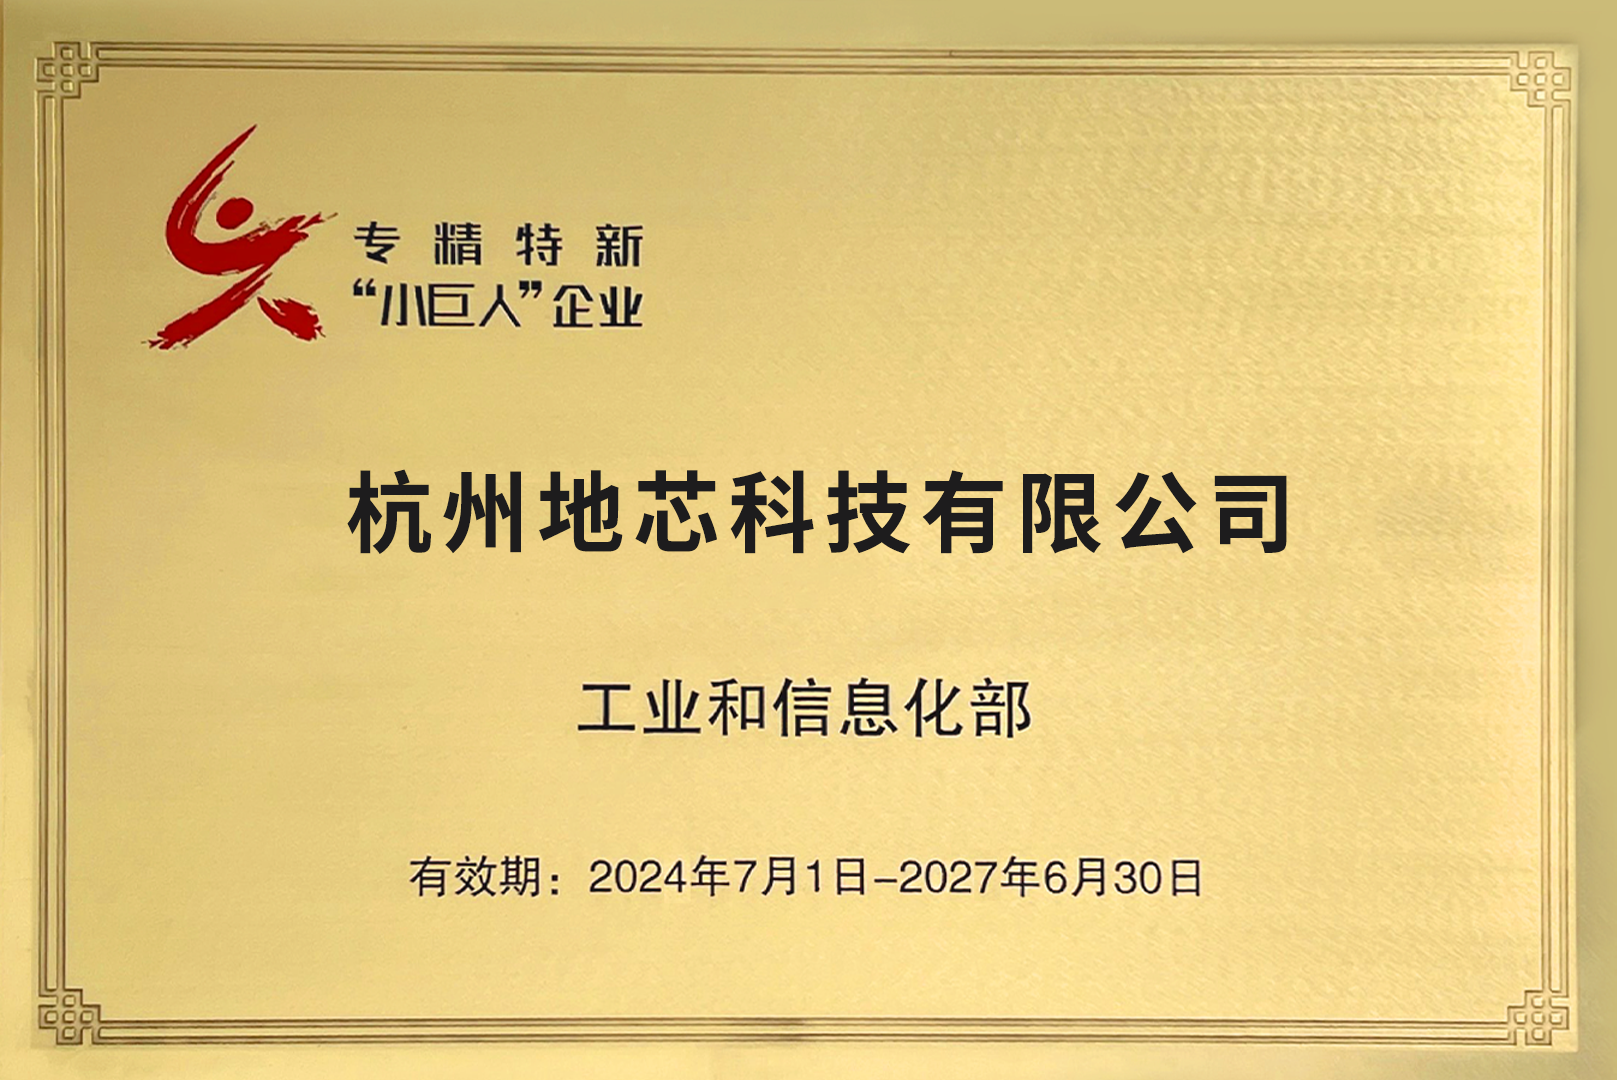 专精特新
“小巨人”企业
杭州地芯科技有限公司
工业和信息化部
有效期：2024年7月1日-2027年6月30日